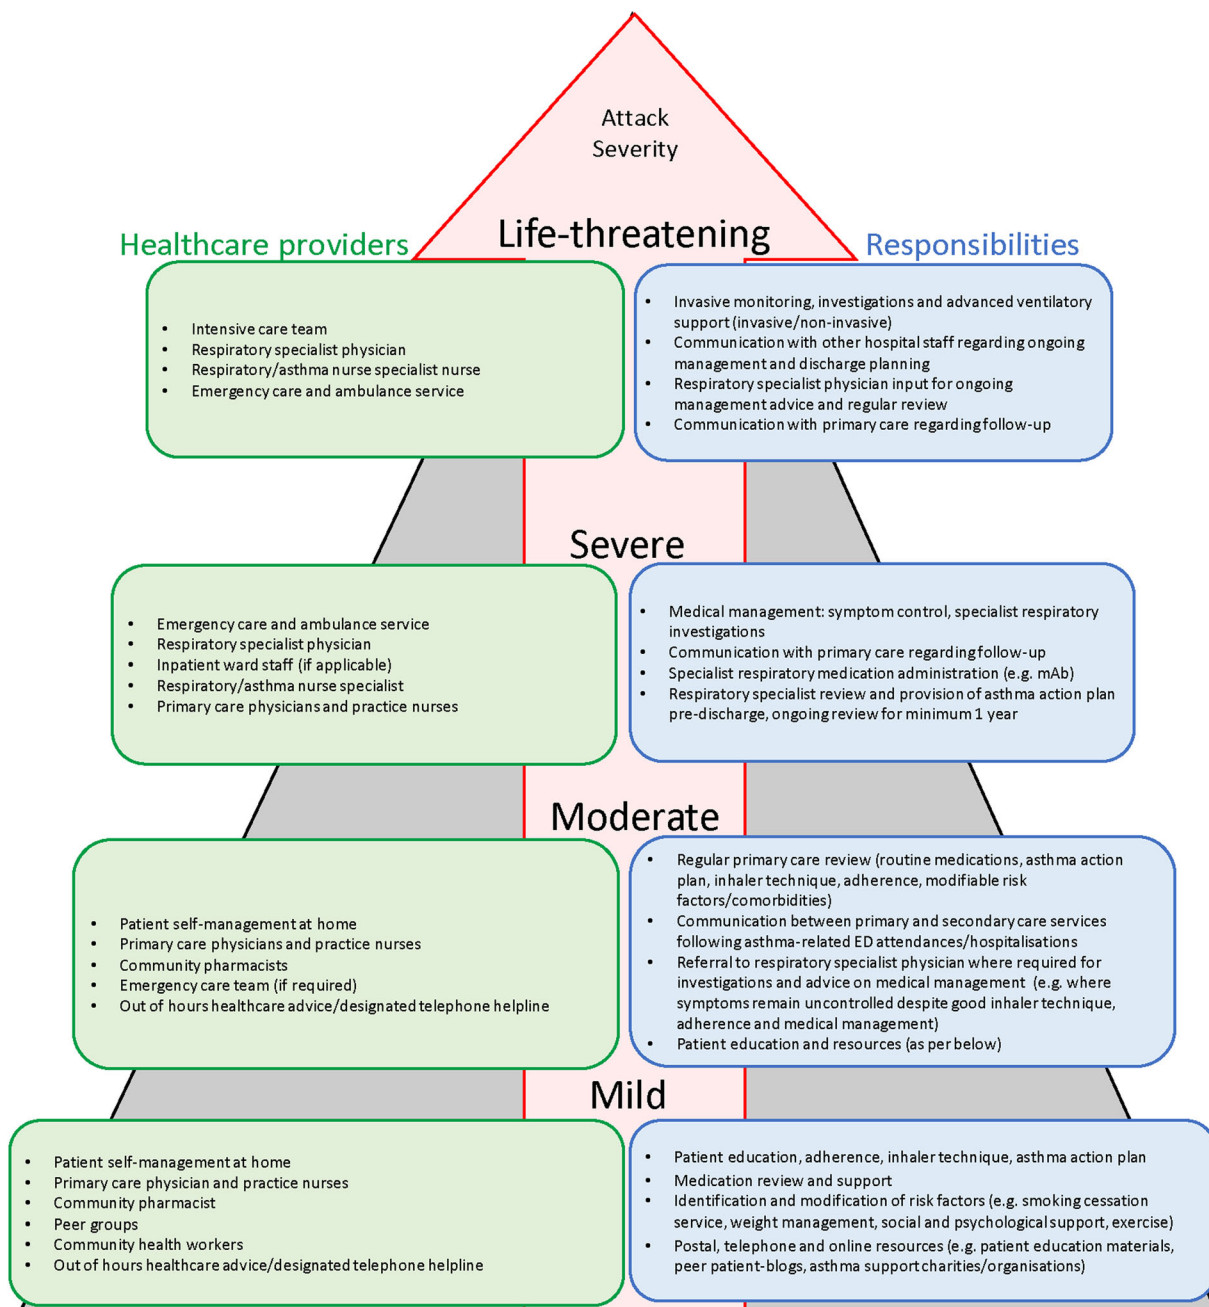 Attack
Severity
Life-threatening
Healthcare providers
Responsibilities
• Intensive care team
• Respiratory specialist physician
• Respiratory/asthma nurse specialist nurse
• Emergency care and ambulance service
• Invasive monitoring, investigations and advanced ventilatory
support (invasive/non-invasive)
• Communication with other hospital staff regarding ongoing
management and discharge planning
• Respiratory specialist physician input for ongoing
management advice and regular review
• Communication with primary care regarding follow-up
Severe
• Emergency care and ambulance service
• Respiratory specialist physician
• Inpatient ward staff (if applicable)
• Respiratory/asthma nurse specialist
• Primary care physicians and practice nurses
• Medical management: symptom control, specialist respiratory
investigations
• Communication with primary care regarding follow-up
• Specialist respiratory medication administration (e.g. mAb)
• Respiratory specialist review and provision of asthma action plan
pre-discharge, ongoing review for minimum 1 year
Moderate
• Patient self-management at home
• Primary care physicians and practice nurses
• Community pharmacists
• Emergency care team (if required)
• Out of hours healthcare advice/designated telephone helpline
• Regular primary care review (routine medications, asthma action
plan, inhaler technique, adherence, modifiable risk
factors/comorbidities)
• Communication between primary and secondary care services
following asthma-related ED attendances/hospitalisations
• Referral to respiratory specialist physician where required for
investigations and advice on medical management (e.g. where
symptoms remain uncontrolled despite good inhaler technique,
adherence and medical management)
• Patient education and resources (as per below)
Mild
• Patient self-management at home
• Primary care physician and practice nurses
• Community pharmacist
• Peer groups
• Community health workers
• Out of hours healthcare advice/designated telephone helpline
• Patient education, adherence, inhaler technique, asthma action plan
• Medication review and support
• Identification and modification of risk factors (e.g. smoking cessation
service, weight management, social and psychological support, exercise)
• Postal, telephone and online resources (e.g. patient education materials,
peer patient-blogs, asthma support charities/organisations)